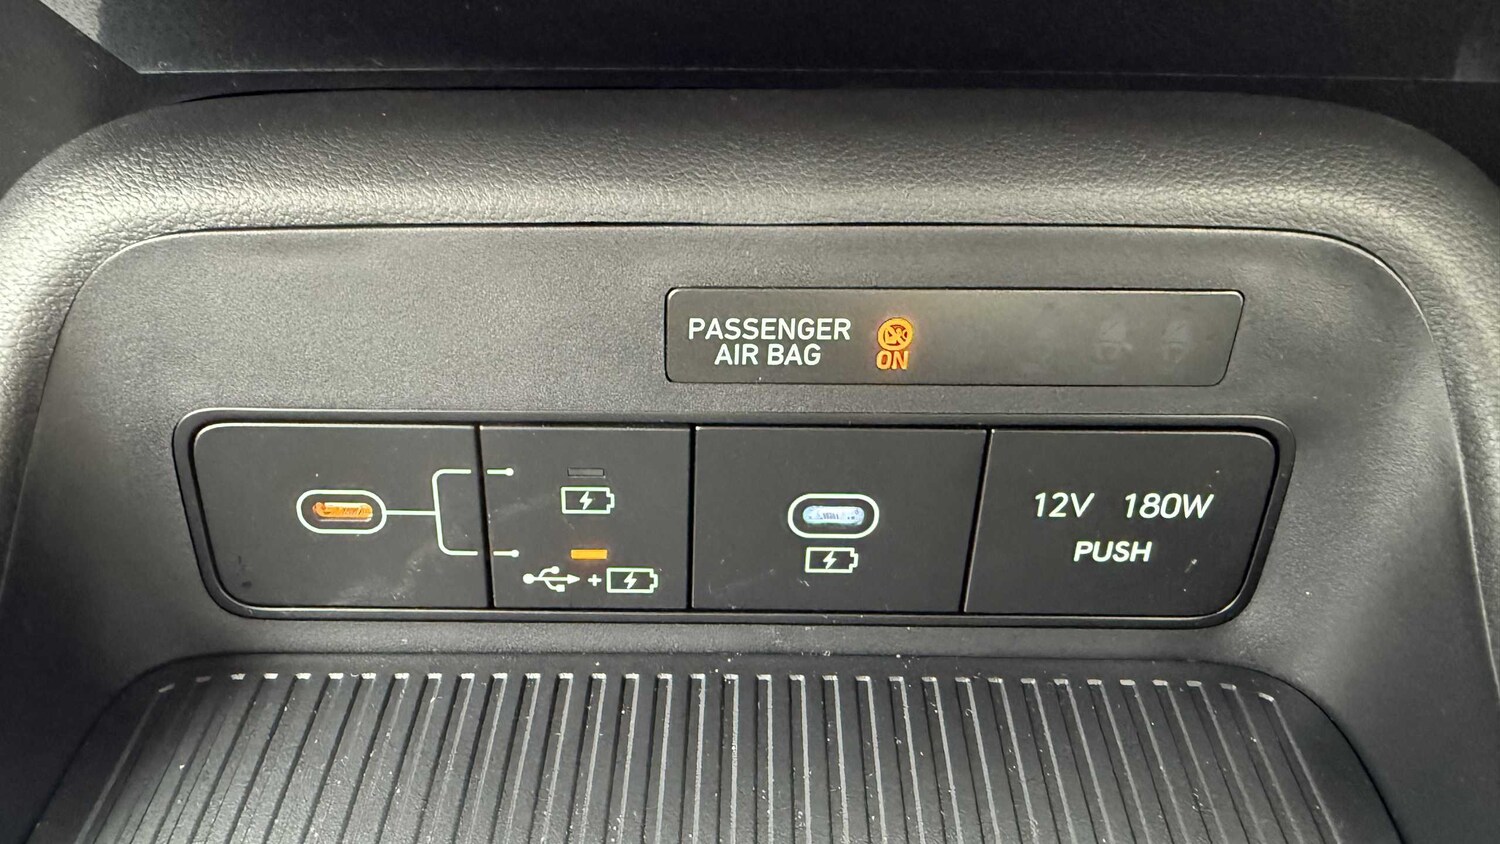 PASSENGER
AIR BAG
ON
+
12V 180W
PUSH